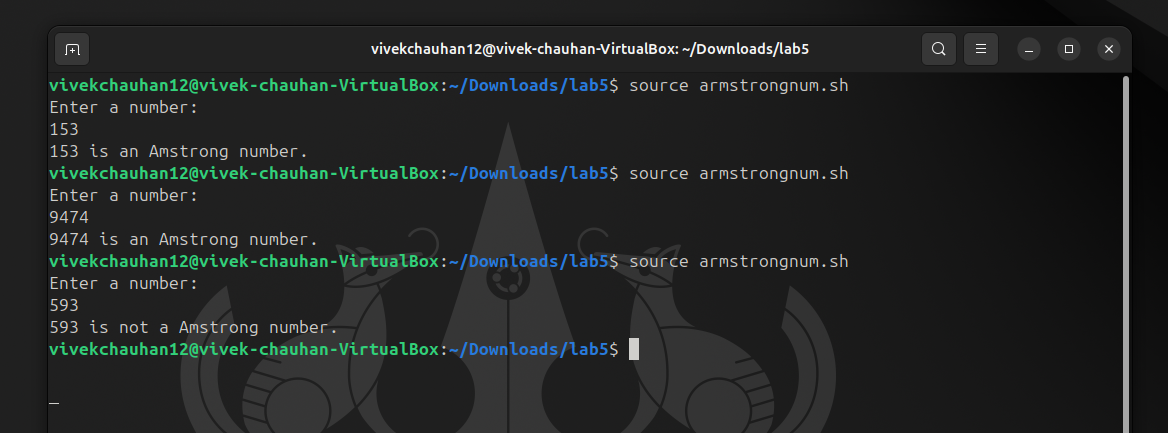 vivekchauhan12@vivek-chauhan-VirtualBox: ~/Downloads/lab5
vivekchauhan12@vivek-chauhan-VirtualBox:~/Downloads/lab5$ source armstrongnum.sh
Enter a number:
153
153 is an Amstrong number.
vivekchauhan12@vivek-chauhan-VirtualBox:~/Downloads/lab5$ source armstrongnum.sh
Enter a number:
9474
9474 is an Amstrong number.
vivekchauhan12@vivek-chauhan-VirtualBox:~/Downloads/lab5$ source armstrongnum.sh
Enter a number:
593
593 is not a Amstrong number.
vivekchauhan12@vivek-chauhan-VirtualBox:~/Downloads/lab5$